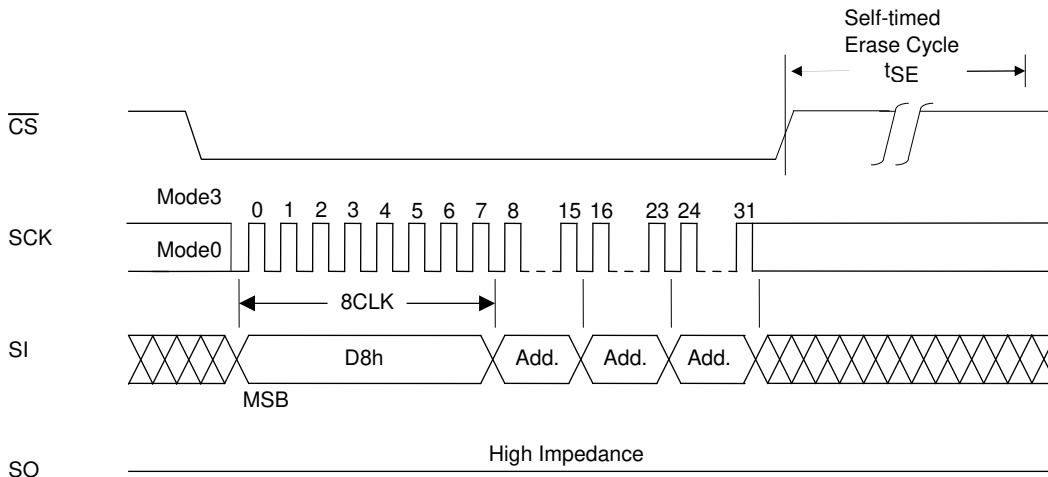 Self-timed
Erase Cycle
tSE
CS
Mode3
0 1 2 3 4 5 6 7 8 15 16 23 24 31
SCK
Mode0
8CLK
SI
D8h Add. Add. Add.
MSB
High Impedance
SO